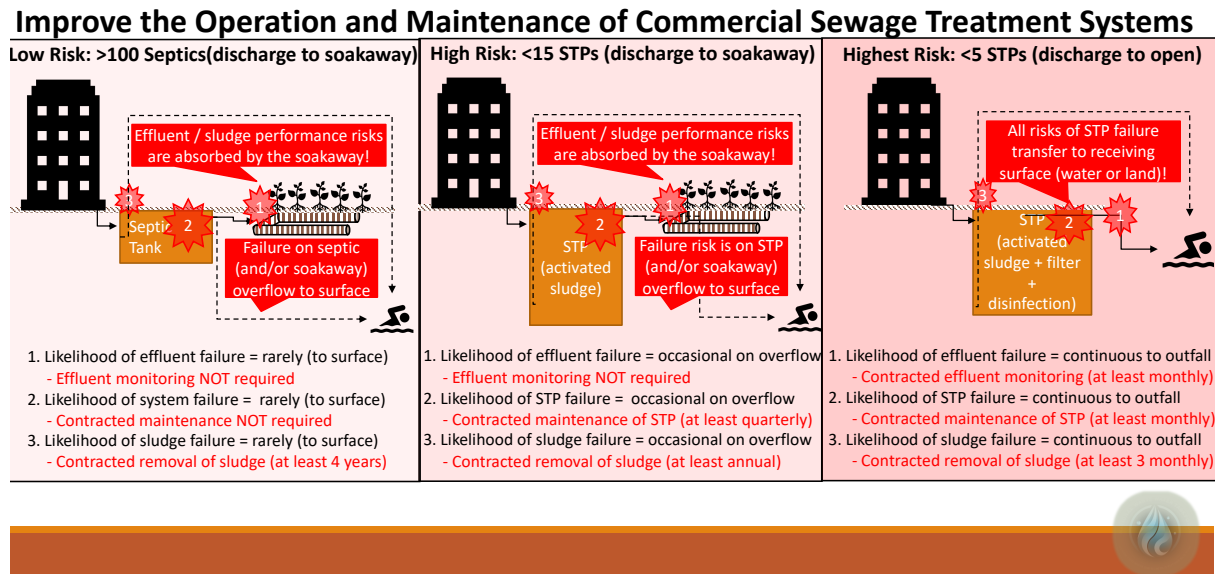 Improve the Operation and Maintenance of Commercial Sewage Treatment Systems
Low Risk: >100 Septics(discharge to soakaway)
Effluent / sludge performance risks
are absorbed by the soakaway!
3
1
2
Septic
Tank
Failure on septic
(and/or soakaway)
overflow to surface
1. Likelihood of effluent failure = rarely (to surface)
- Effluent monitoring NOT required
2. Likelihood of system failure =  rarely (to surface)
- Contracted maintenance NOT required
3. Likelihood of sludge failure = rarely (to surface)
- Contracted removal of sludge (at least 4 years)
High Risk: <15 STPs (discharge to soakaway)
Effluent / sludge performance risks
are absorbed by the soakaway!
3
1
2
STP
(activated
sludge)
Failure risk is on STP
(and/or soakaway)
overflow to surface
1. Likelihood of effluent failure = occasional on overflow
- Effluent monitoring NOT required
2. Likelihood of STP failure =  occasional on overflow
- Contracted maintenance of STP (at least quarterly)
3. Likelihood of sludge failure = occasional on overflow
- Contracted removal of sludge (at least annual)
Highest Risk: <5 STPs (discharge to open)
All risks of STP failure
transfer to receiving
surface (water or land)!
3
1
2
STP
(activated
sludge + filter
+
disinfection)
1. Likelihood of effluent failure = continuous to outfall
- Contracted effluent monitoring (at least monthly)
2. Likelihood of STP failure = continuous to outfall
- Contracted maintenance of STP (at least monthly)
3. Likelihood of sludge failure = continuous to outfall
- Contracted removal of sludge (at least 3 monthly)